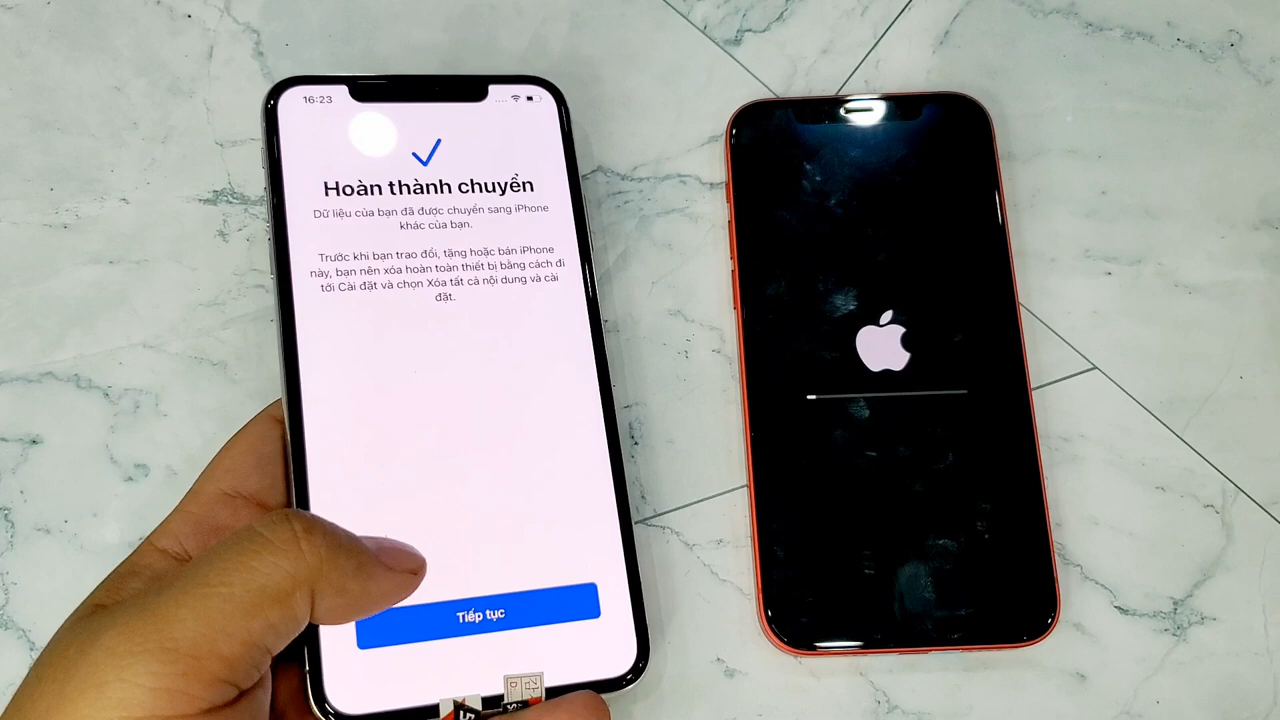 16:23
Hoàn thành chuyển
Dữ liệu của bạn đã được chuyển sang iPhone
khác của bạn.
Trước khi bạn trao đổi, tặng hoặc bán iPhone
này, bạn nên xóa hoàn toàn thiết bị bằng cách đi
tới Cài đặt và chọn Xóa tất cả nội dung và cài
đặt.
Tiếp tục